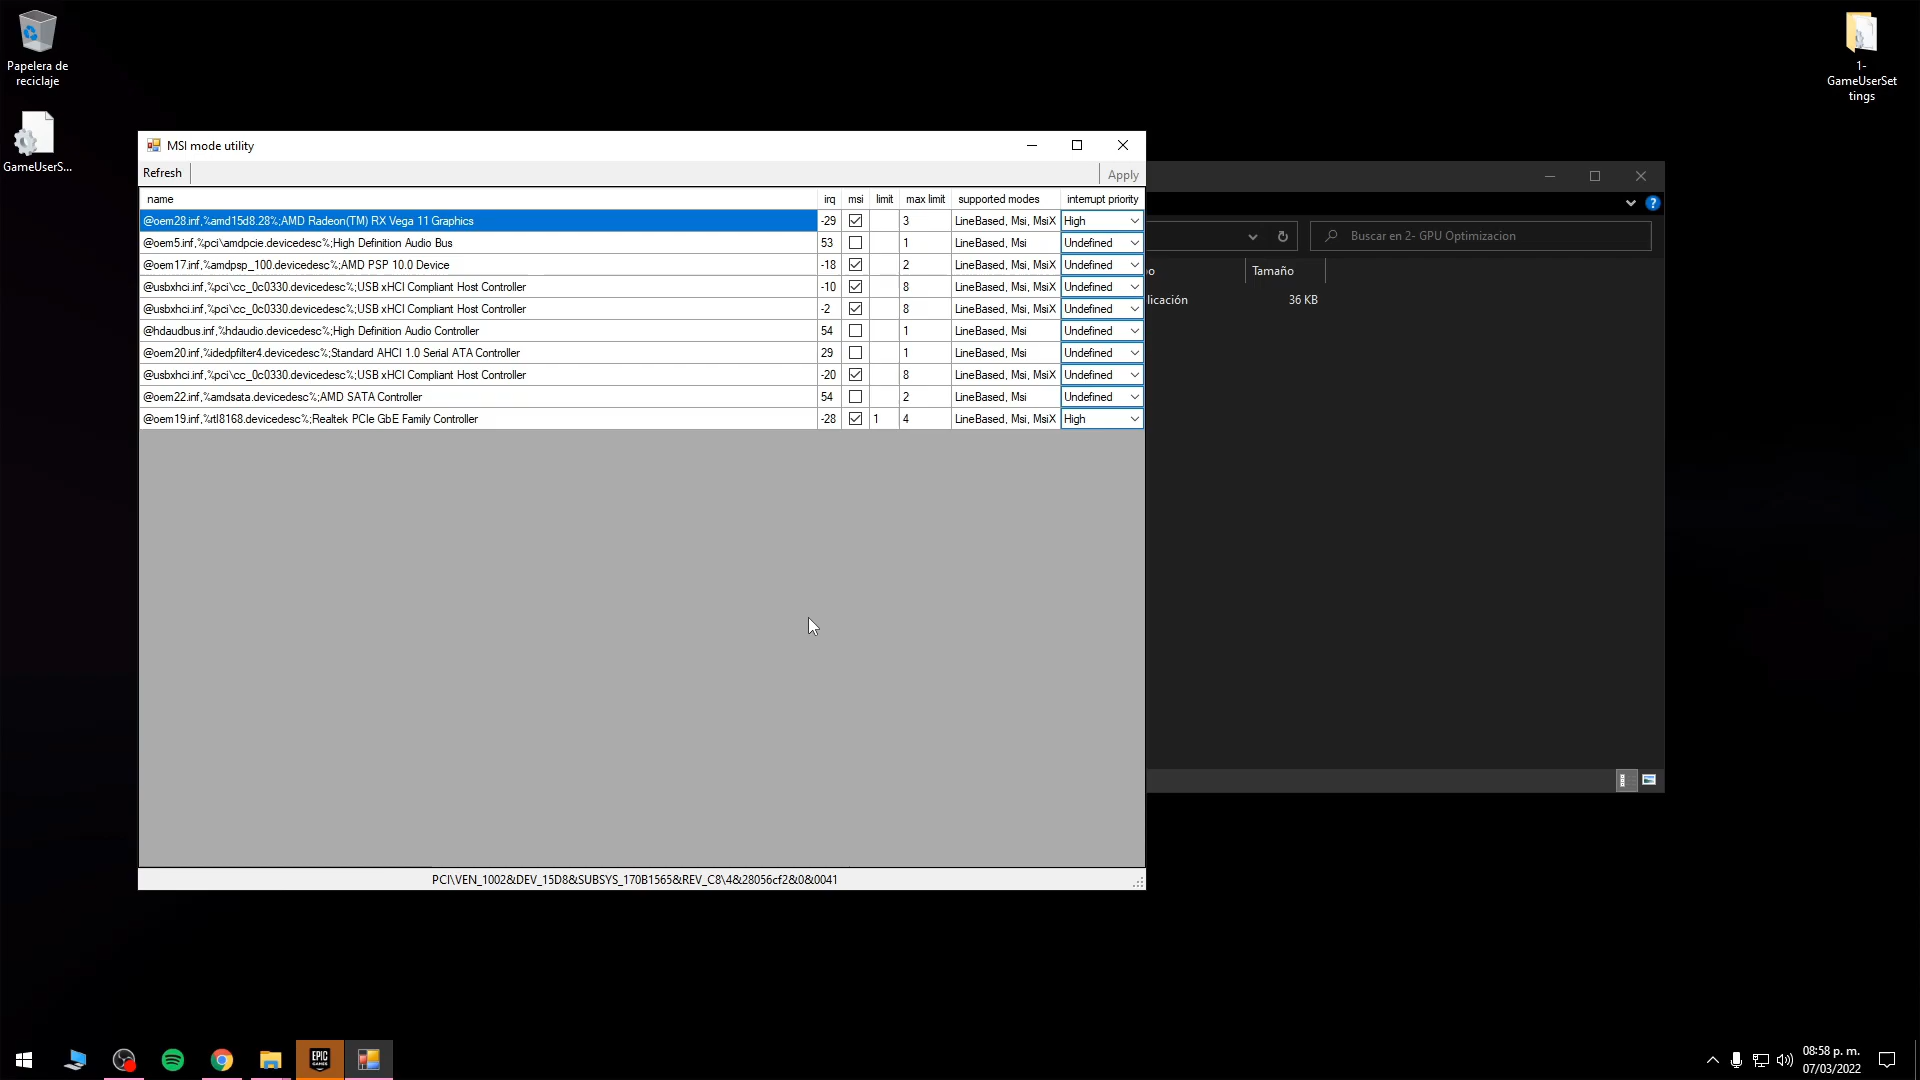 Papelera de
reciclaje
GameUserS...
1-
GameUserSet
tings
MSI mode utility
Refresh
Apply
name irq msi limit max limit supported modes interrupt priority
@oem28.inf,%amd15d8.28%;AMD Radeon(TM) RX Vega 11 Graphics -29 3 LineBased, Msi, MsiX High
@oem5.inf,%pci\amdpcie.devicedesc%;High Definition Audio Bus 53 1 LineBased, Msi Undefined
@oem17.inf,%amdpsp_100.devicedesc%;AMD PSP 10.0 Device -18 2 LineBased, Msi, MsiX Undefined
@usbxhci.inf,%pci\cc_0c0330.devicedesc%;USB xHCI Compliant Host Controller -10 8 LineBased, Msi, MsiX Undefined
@usbxhci.inf,%pci\cc_0c0330.devicedesc%;USB xHCI Compliant Host Controller -2 8 LineBased, Msi, MsiX Undefined
@hdaudbus.inf,%hdaudio.devicedesc%;High Definition Audio Controller 54 1 LineBased, Msi Undefined
@oem20.inf,%idedpfilter4.devicedesc%;Standard AHCI 1.0 Serial ATA Controller 29 1 LineBased, Msi Undefined
@usbxhci.inf,%pci\cc_0c0330.devicedesc%;USB xHCI Compliant Host Controller -20 8 LineBased, Msi, MsiX Undefined
@oem22.inf,%amdsata.devicedesc%;AMD SATA Controller 54 2 LineBased, Msi Undefined
@oem19.inf,%rtl8168.devicedesc%;Realtek PCIe GbE Family Controller -28 1 4 LineBased, Msi, MsiX High
PCI\VEN_1002&DEV_15D8&SUBSYS_170B1565&REV_C8\4&28056cf2&0&0041
Buscar en 2- GPU Optimizacion
po Tamaño
licación 36 KB
EPIC
GAMES
08:58 p. m.
07/03/2022